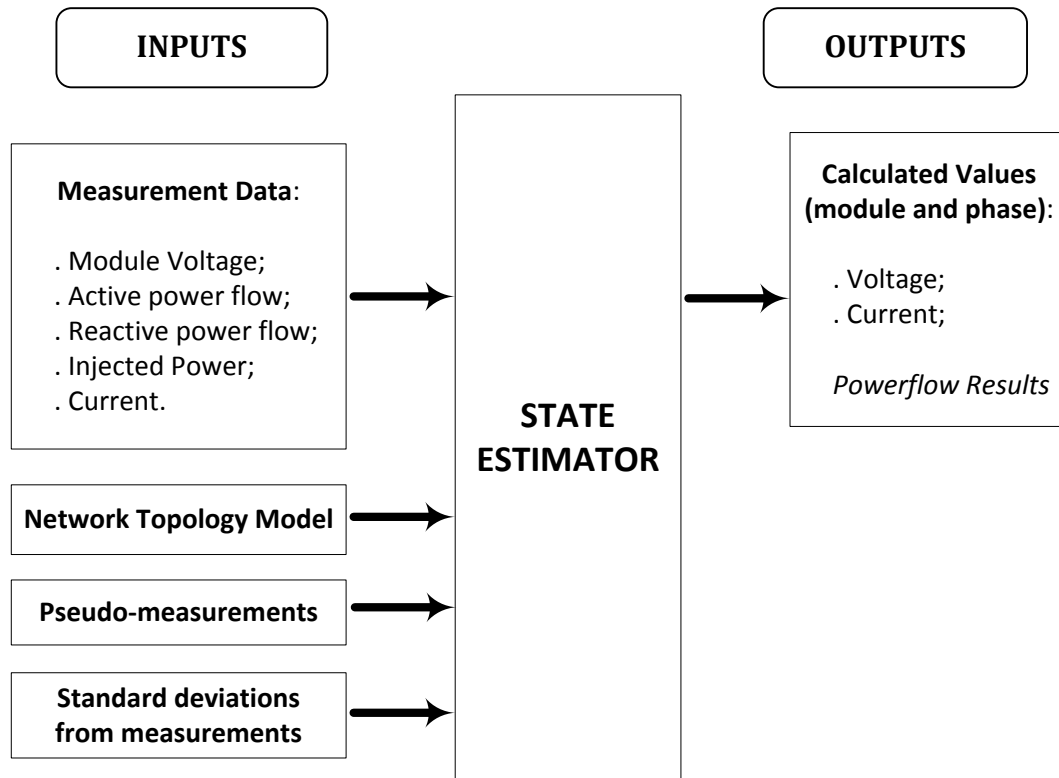 INPUTS
OUTPUTS
Measurement Data:
. Module Voltage;
. Active power flow;
. Reactive power flow;
. Injected Power;
. Current.
Network Topology Model
Pseudo-measurements
Standard deviations
from measurements
STATE
ESTIMATOR
Calculated Values
(module and phase):
. Voltage;
. Current;
Powerflow Results